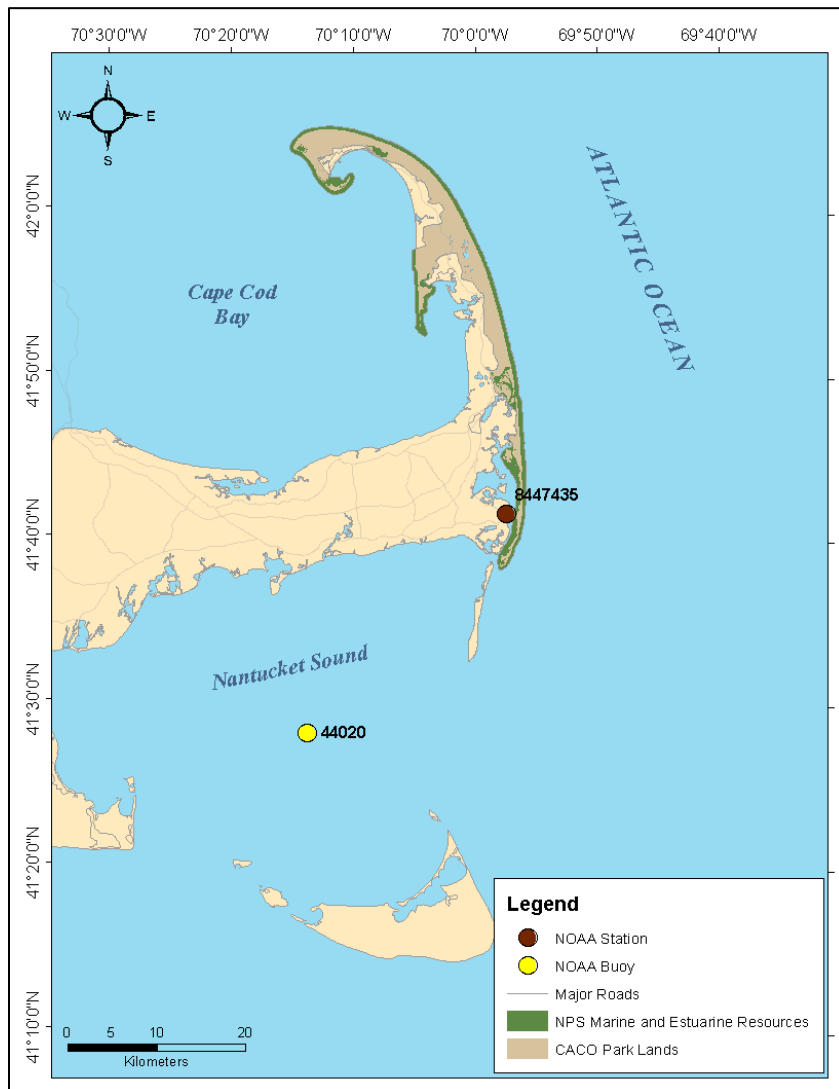 70°30'0"W 70°20'0"W 70°10'0"W 70°0'0"W 69°50'0"W 69°40'0"W
N
W E
S
42°0'0"N
ATLANTIC OCEAN
Cape Cod
Bay
41°50'0"N
8447435
41°40'0"N
Nantucket Sound
41°30'0"N
44020
41°20'0"N
Legend
NOAA Station
NOAA Buoy
Major Roads
NPS Marine and Estuarine Resources
CACO Park Lands
41°10'0"N
0 5 10 20
Kilometers